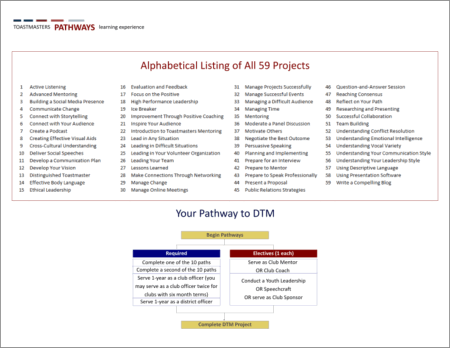 TOASTMASTERS PATHWAYS learning experience
Alphabetical Listing of All 59 Projects
1 Active Listening
2 Advanced Mentoring
3 Building a Social Media Presence
4 Communicate Change
5 Connect with Storytelling
6 Connect with Your Audience
7 Create a Podcast
8 Creating Effective Visual Aids
9 Cross-Cultural Understanding
10 Deliver Social Speeches
11 Develop a Communication Plan
12 Develop Your Vision
13 Distinguished Toastmaster
14 Effective Body Language
15 Ethical Leadership
16 Evaluation and Feedback
17 Focus on the Positive
18 High Performance Leadership
19 Ice Breaker
20 Improvement Through Positive Coaching
21 Inspire Your Audience
22 Introduction to Toastmasters Mentoring
23 Lead in Any Situation
24 Leading in Difficult Situations
25 Leading in Your Volunteer Organization
26 Leading Your Team
27 Lessons Learned
28 Make Connections Through Networking
29 Manage Change
30 Manage Online Meetings
31 Manage Projects Successfully
32 Manage Successful Events
33 Managing a Difficult Audience
34 Managing Time
35 Mentoring
36 Moderate a Panel Discussion
37 Motivate Others
38 Negotiate the Best Outcome
39 Persuasive Speaking
40 Planning and Implementing
41 Prepare for an Interview
42 Prepare to Mentor
43 Prepare to Speak Professionally
44 Present a Proposal
45 Public Relations Strategies
46 Question-and-Answer Session
47 Reaching Consensus
48 Reflect on Your Path
49 Researching and Presenting
50 Successful Collaboration
51 Team Building
52 Understanding Conflict Resolution
53 Understanding Emotional Intelligence
54 Understanding Vocal Variety
55 Understanding Your Communication Style
56 Understanding Your Leadership Style
57 Using Descriptive Language
58 Using Presentation Software
59 Write a Compelling Blog
Your Pathway to DTM
Begin Pathways
Required
Complete one of the 10 paths
Complete a second of the 10 paths
Serve 1-year as a club officer (you
may serve as a club officer twice for
clubs with six month terms)
Serve 1-year as a district officer
Electives (1 each)
Serve as Club Mentor
OR Club Coach
Conduct a Youth Leadership
OR Speechcraft
OR serve as Club Sponsor
Complete DTM Project